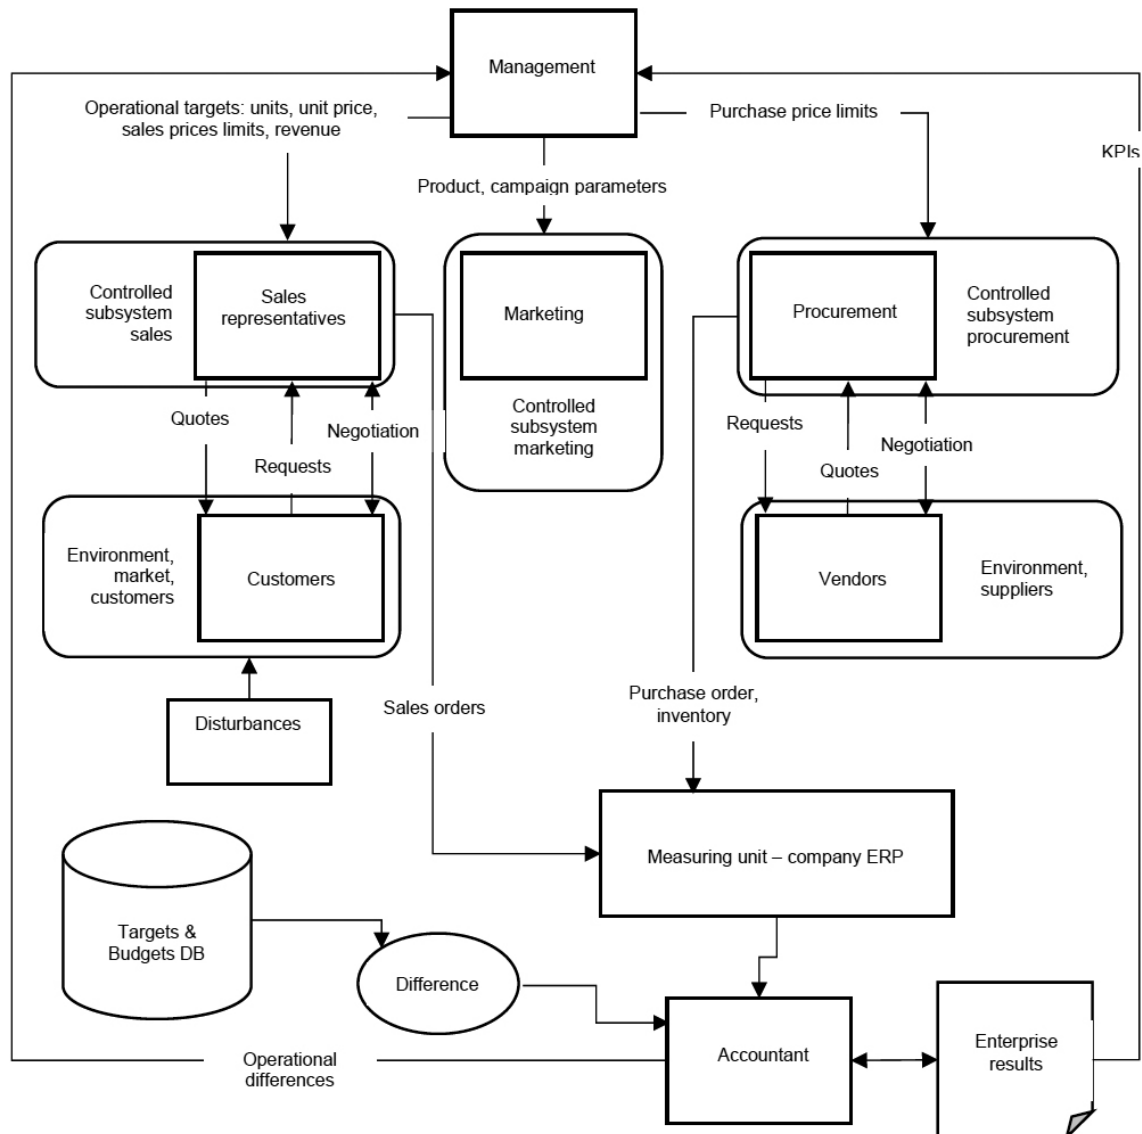 Management
Operational targets: units, unit price,
sales prices limits, revenue
Purchase price limits
KPIs
Product, campaign parameters
Controlled
subsystem
sales
Sales
representatives
Marketing
Controlled
subsystem
marketing
Procurement
Controlled
subsystem
procurement
Quotes
Requests
Negotiation
Requests
Quotes
Negotiation
Environment,
market,
customers
Customers
Vendors
Environment,
suppliers
Disturbances
Sales orders
Purchase order,
inventory
Measuring unit – company ERP
Targets &
Budgets DB
Difference
Accountant
Enterprise
results
Operational
differences